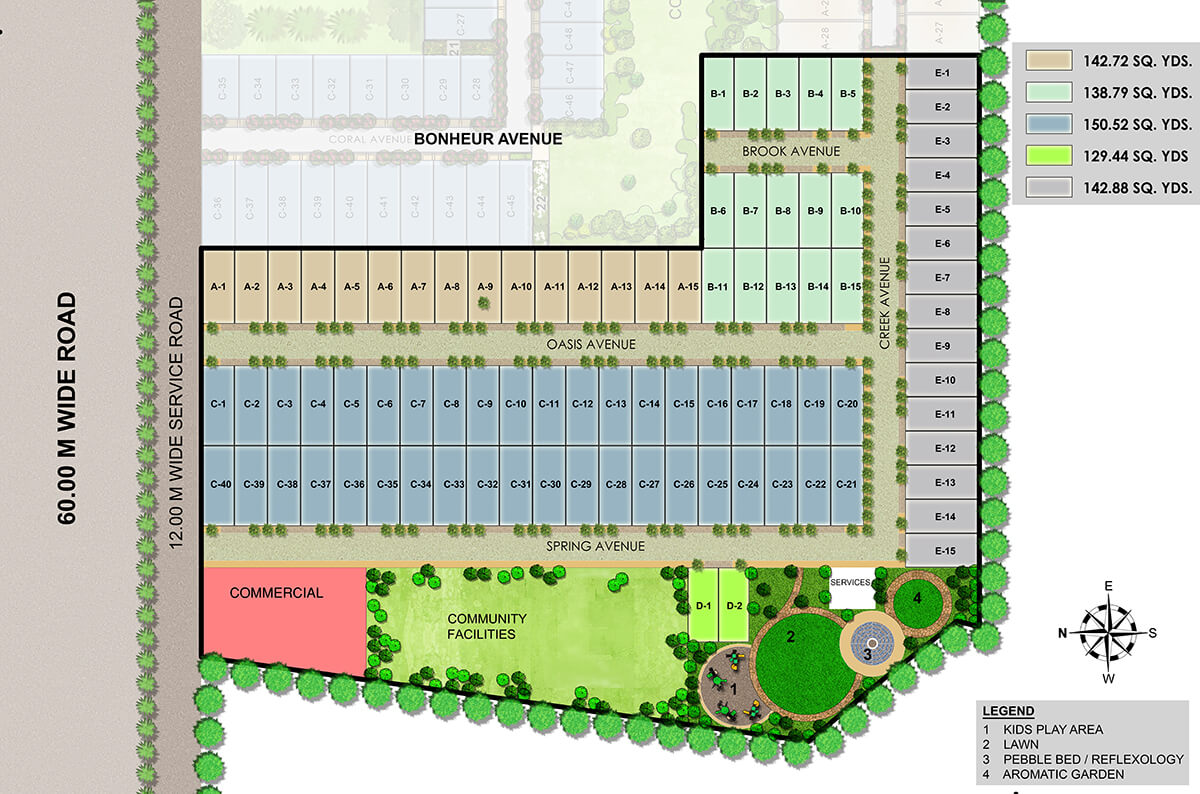 C-27
C-4
A-2
A-28
A-27
21
C-48
C-47
C-46
C-35
C-34
C-33
C-32
C-31
C-30
C-29
C-28
CORAL AVENUE
BONHEUR AVENUE
C-36
C-37
C-38
C-39
C-40
C-41
C-42
C-43
C-44
C-45
22
142.72 SQ. YDS.
138.79 SQ. YDS.
150.52 SQ. YDS.
129.44 SQ. YDS
142.88 SQ. YDS.
B-1 B-2 B-3 B-4 B-5
BROOK AVENUE
B-6 B-7 B-8 B-9 B-10
A-1 A-2 A-3 A-4 A-5 A-6 A-7 A-8 A-9 A-10 A-11 A-12 A-13 A-14 A-15 B-11 B-12 B-13 B-14 B-15
E-1
E-2
E-3
E-4
E-5
E-6
E-7
E-8
E-9
E-10
E-11
E-12
E-13
E-14
E-15
CREEK AVENUE
60.00 M WIDE ROAD
12.00 M WIDE SERVICE ROAD
OASIS AVENUE
C-1 C-2 C-3 C-4 C-5 C-6 C-7 C-8 C-9 C-10 C-11 C-12 C-13 C-14 C-15 C-16 C-17 C-18 C-19 C-20
C-40 C-39 C-38 C-37 C-36 C-35 C-34 C-33 C-32 C-31 C-30 C-29 C-28 C-27 C-26 C-25 C-24 C-23 C-22 C-21
SPRING AVENUE
COMMERCIAL
COMMUNITY
FACILITIES
D-1 D-2
SERVICES
1
2
3
4
E
N
S
W
LEGEND
1 KIDS PLAY AREA
2 LAWN
3 PEBBLE BED / REFLEXOLOGY
4 AROMATIC GARDEN